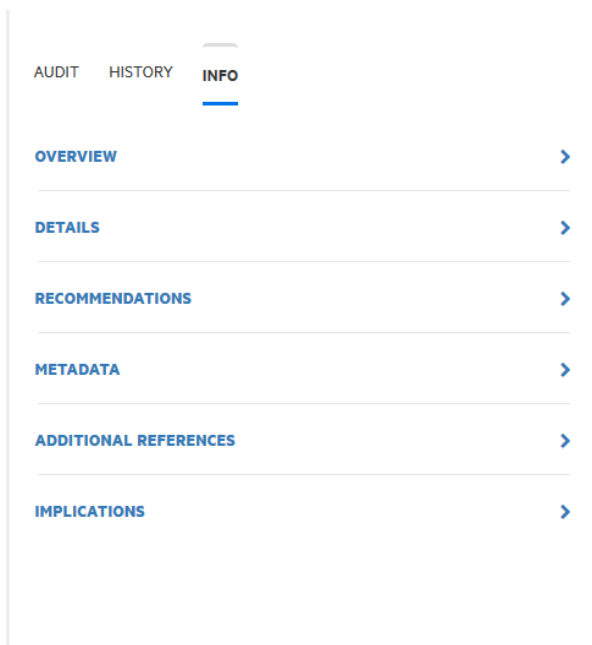 AUDIT HISTORY INFO
OVERVIEW
DETAILS
RECOMMENDATIONS
METADATA
ADDITIONAL REFERENCES
IMPLICATIONS